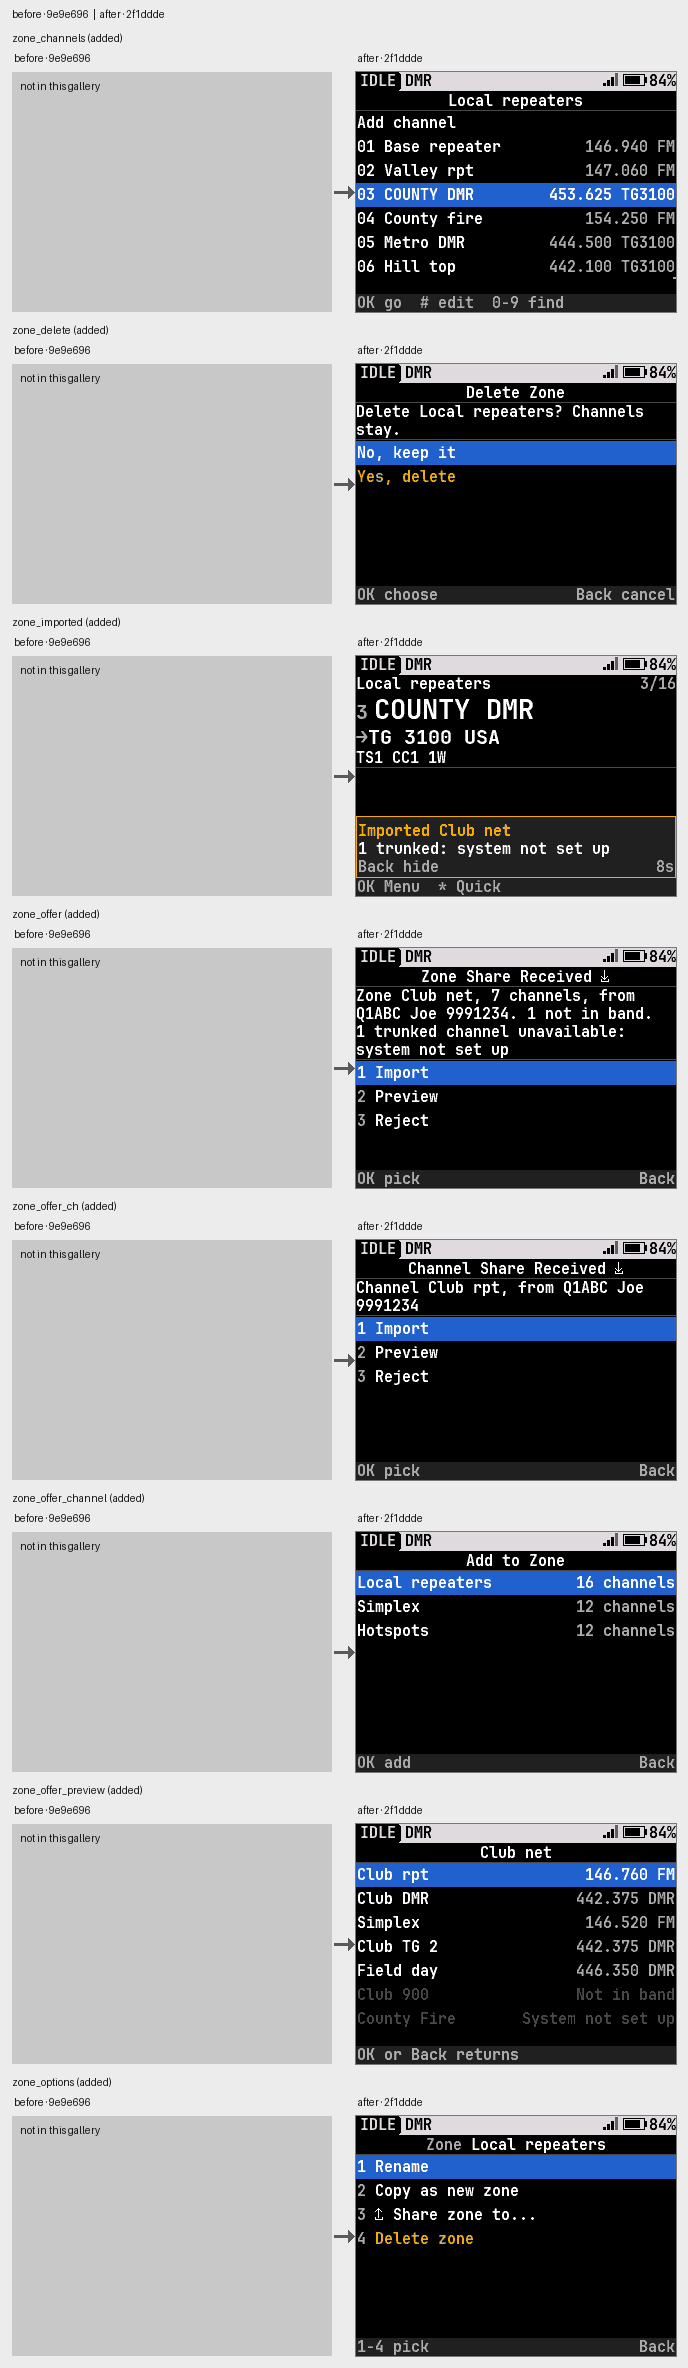 before · 9e9e696 | after · 2f1ddde
zone_channels (added)
before · 9e9e696
after · 2f1ddde
not in this gallery
IDLE DMR 84%
Local repeaters
Add channel
01 Base repeater 146.940 FM
02 Valley rpt 147.060 FM
03 COUNTY DMR 453.625 TG3100
04 County fire 154.250 FM
05 Metro DMR 444.500 TG3100
06 Hill top 442.100 TG3100
OK go # edit 0-9 find
zone_delete (added)
before · 9e9e696
after · 2f1ddde
not in this gallery
IDLE DMR 84%
Delete Zone
Delete Local repeaters? Channels
stay.
No, keep it
Yes, delete
OK choose Back cancel
zone_imported (added)
before · 9e9e696
after · 2f1ddde
not in this gallery
IDLE DMR 84%
Local repeaters 3/16
3 COUNTY DMR
→TG 3100 USA
TS1 CC1 1W
Imported Club net
1 trunked: system not set up
Back hide 8s
OK Menu * Quick
zone_offer (added)
before · 9e9e696
after · 2f1ddde
not in this gallery
IDLE DMR 84%
Zone Share Received
Zone Club net, 7 channels, from
Q1ABC Joe 9991234. 1 not in band.
1 trunked channel unavailable:
system not set up
1 Import
2 Preview
3 Reject
OK pick Back
zone_offer_ch (added)
before · 9e9e696
after · 2f1ddde
not in this gallery
IDLE DMR 84%
Channel Share Received
Channel Club rpt, from Q1ABC Joe
9991234
1 Import
2 Preview
3 Reject
OK pick Back
zone_offer_channel (added)
before · 9e9e696
after · 2f1ddde
not in this gallery
IDLE DMR 84%
Add to Zone
Local repeaters 16 channels
Simplex 12 channels
Hotspots 12 channels
OK add Back
zone_offer_preview (added)
before · 9e9e696
after · 2f1ddde
not in this gallery
IDLE DMR 84%
Club net
Club rpt 146.760 FM
Club DMR 442.375 DMR
Simplex 146.520 FM
Club TG 2 442.375 DMR
Field day 446.350 DMR
Club 900 Not in band
County Fire System not set up
OK or Back returns
zone_options (added)
before · 9e9e696
after · 2f1ddde
not in this gallery
IDLE DMR 84%
Zone Local repeaters
1 Rename
2 Copy as new zone
3 Share zone to...
4 Delete zone
1-4 pick Back